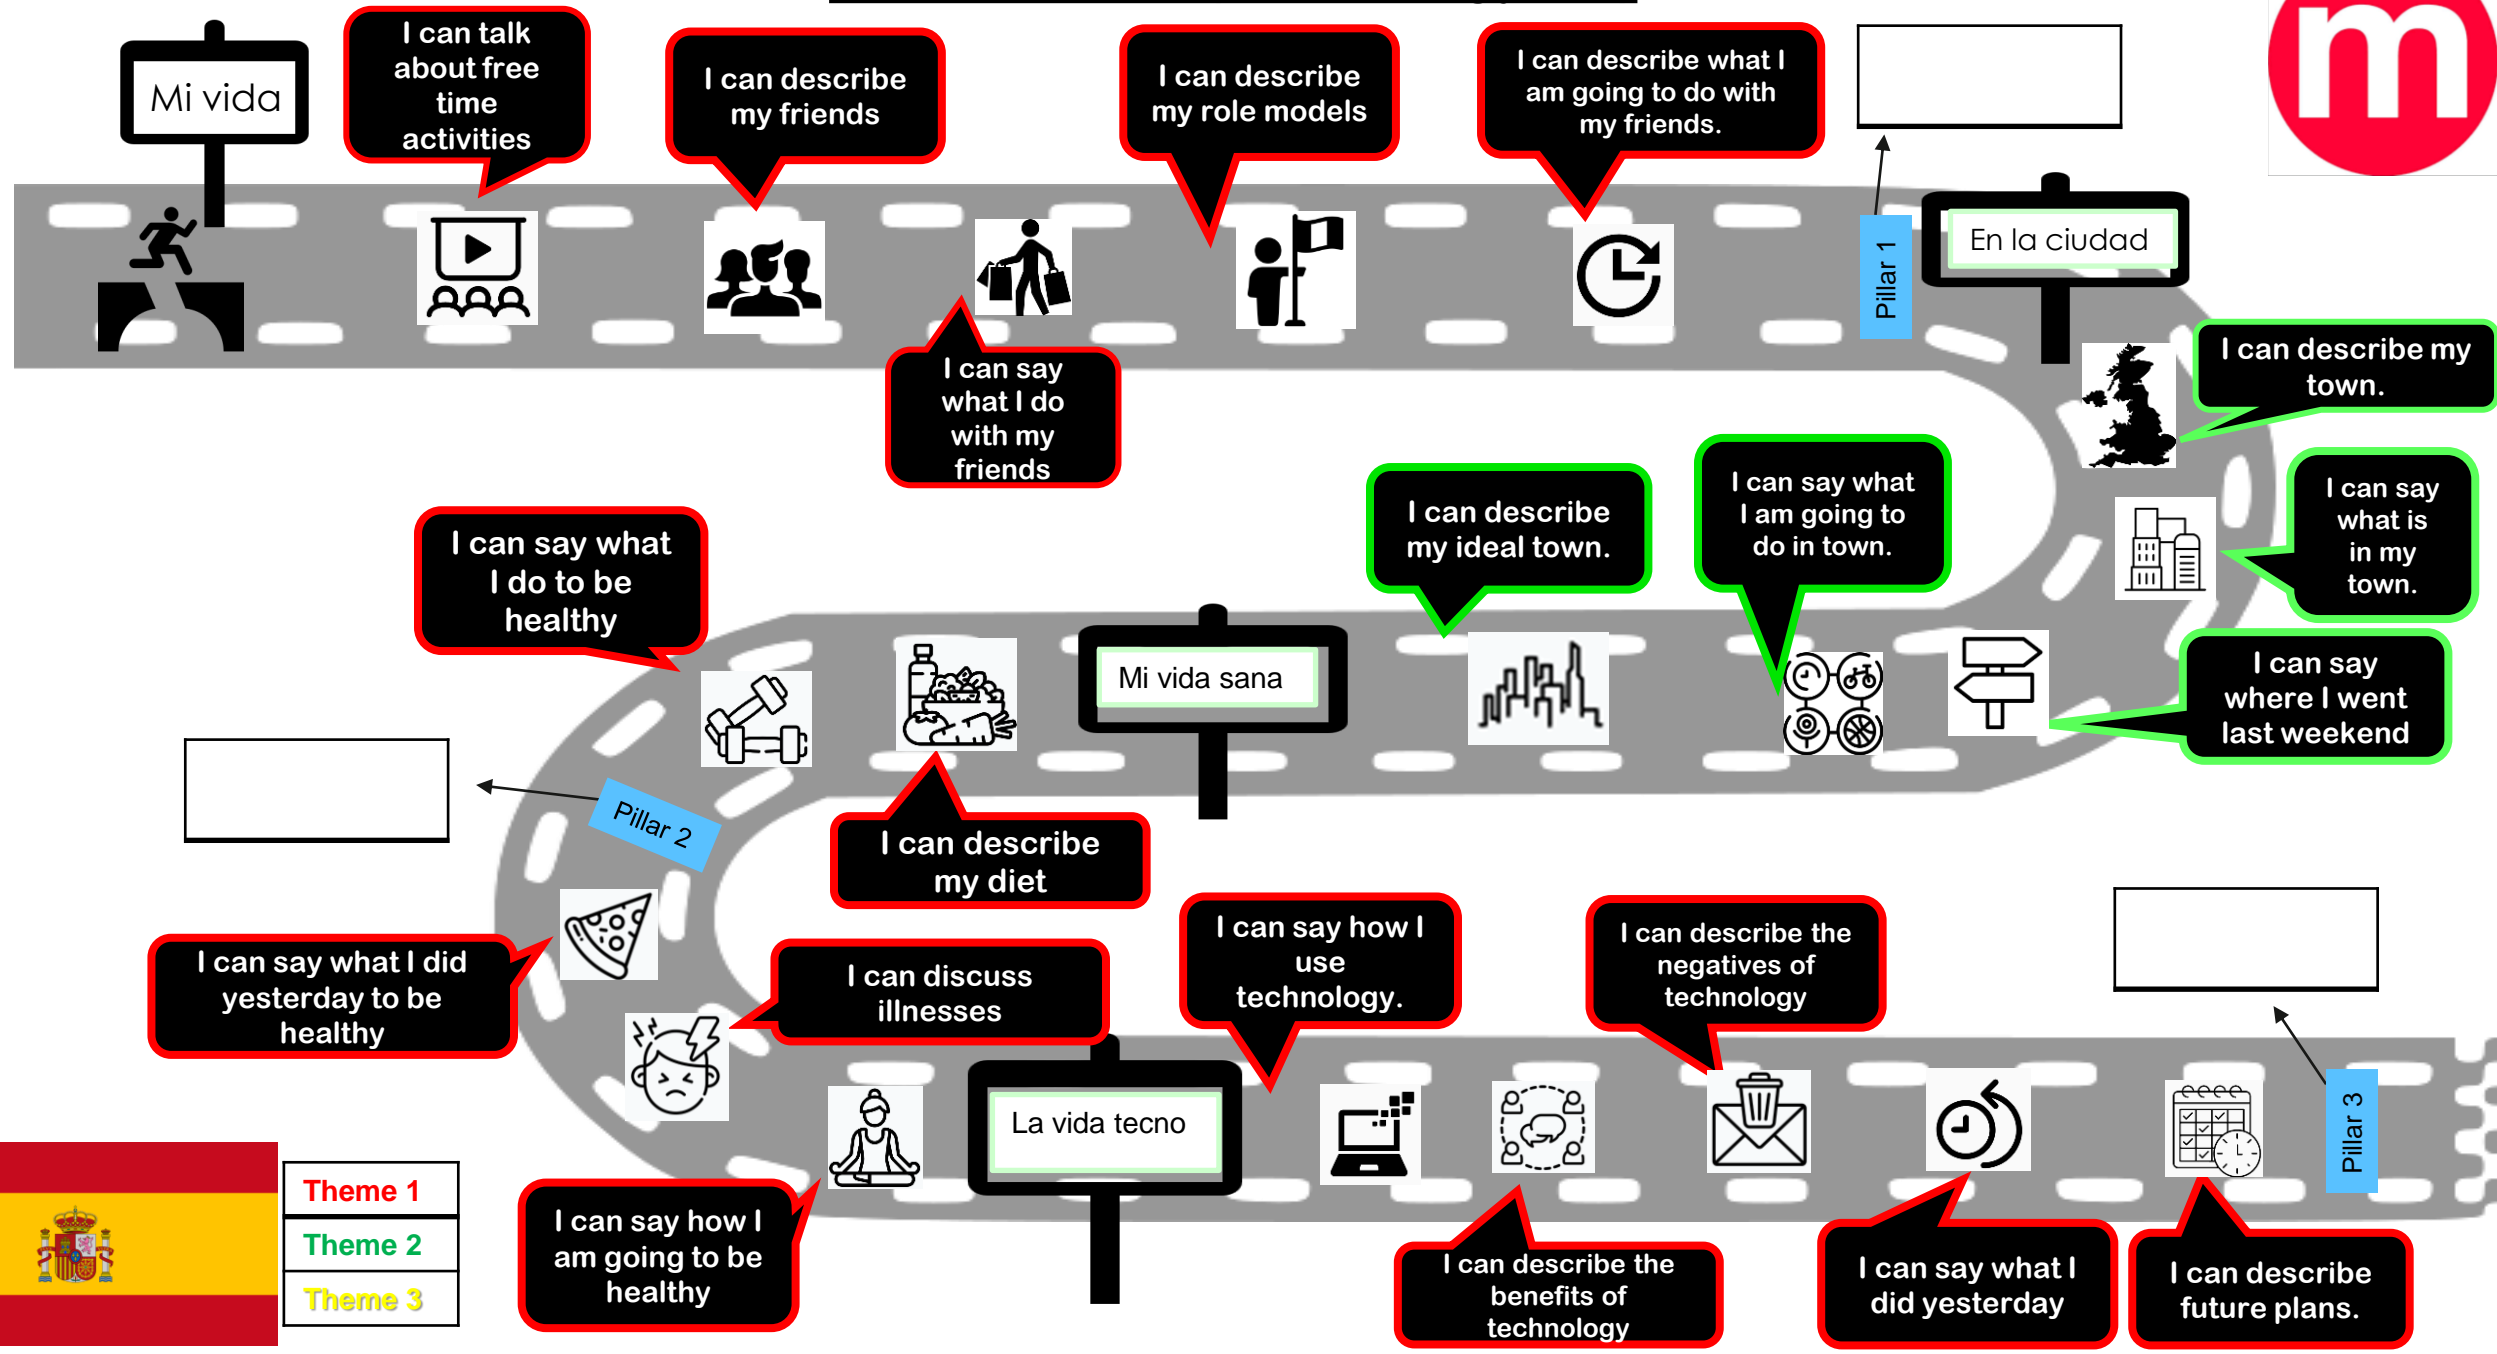 Mi vida
I can talk
about free
time
activities
I can describe
my friends
I can say
what I do
with my
friends
I can describe
my role models
I can describe what I
am going to do with
my friends.
m
Pillar 1
En la ciudad
I can describe my
town.
I can say
what is
in my
town.
I can say
where I went
last weekend
I can say what
I am going to
do in town.
I can describe
my ideal town.
Mi vida sana
I can describe
my diet
I can say what
I do to be
healthy
Pillar 2
I can say what I did
yesterday to be
healthy
I can discuss
illnesses
I can say how I
am going to be
healthy
La vida tecno
I can say how I
use
technology.
I can describe the
benefits of
technology
I can describe the
negatives of
technology
I can say what I
did yesterday
I can describe
future plans.
Pillar 3
Theme 1
Theme 2
Theme 3